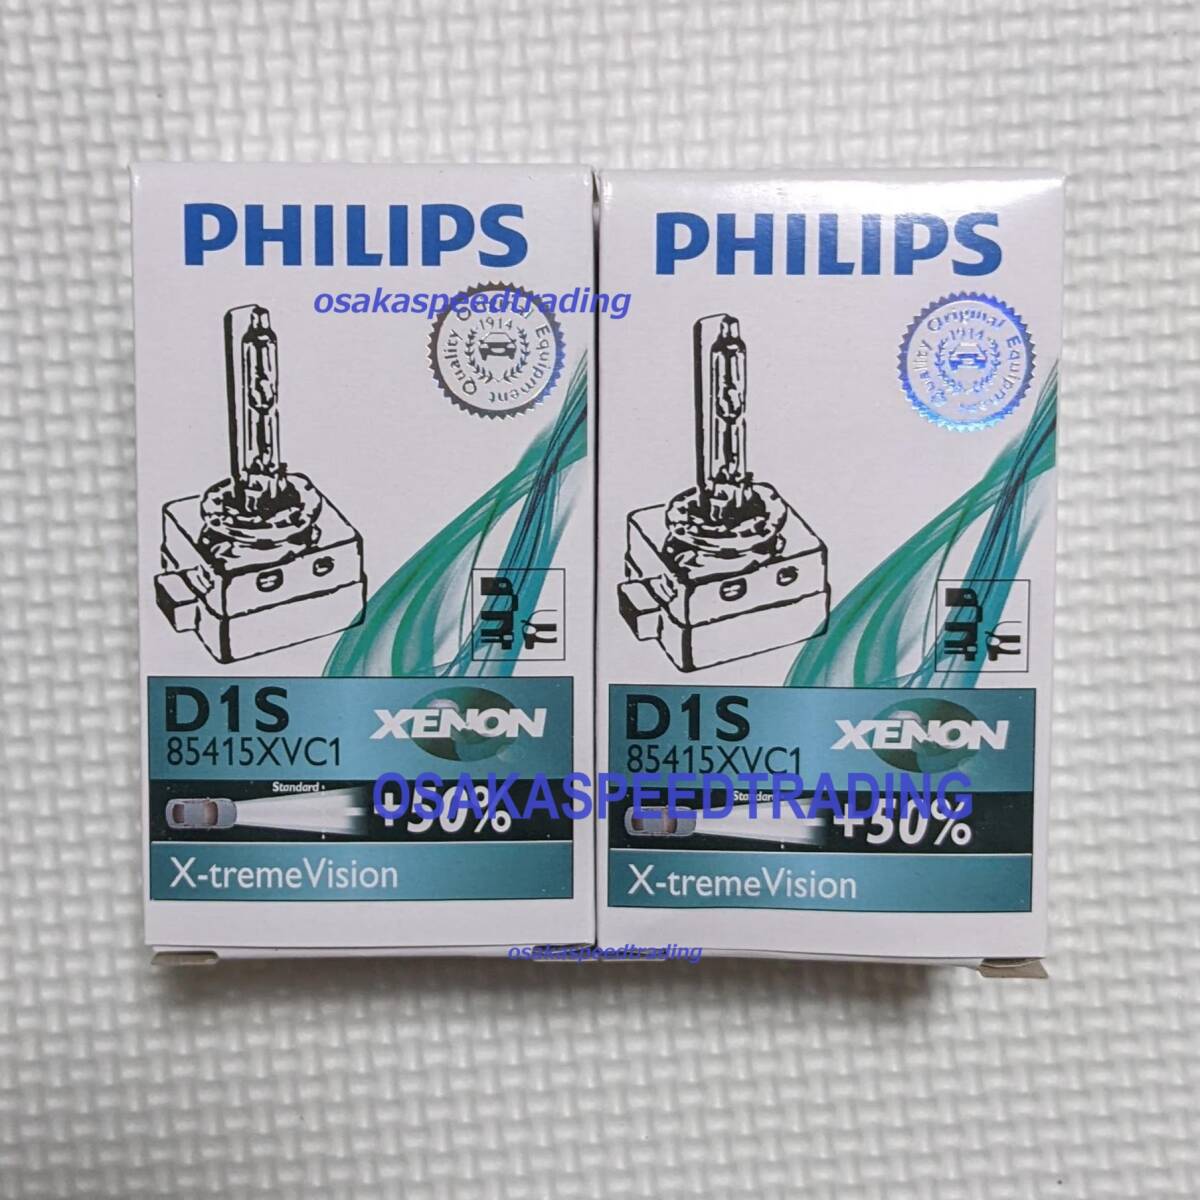 PHILIPS
osakaspeedtrading
Quality Original Equipment
1914
D1S
85415XVC1
XENON
Standard
+50%
X-tremeVision
PHILIPS
Quality Original Equipment
1914
D1S
85415XVC1
XENON
Standard
+50%
X-tremeVision
OSAKASPEEDTRADING
osakaspeedtrading